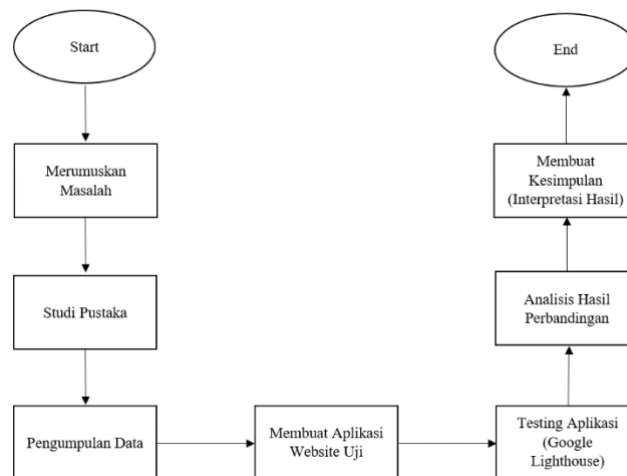 Start
Merumuskan
Masalah
Studi Pustaka
Pengumpulan Data
Membuat Aplikasi
Website Uji
Testing Aplikasi
(Google
Lighthouse)
Analisis Hasil
Perbandingan
Membuat
Kesimpulan
(Interpretasi Hasil)
End